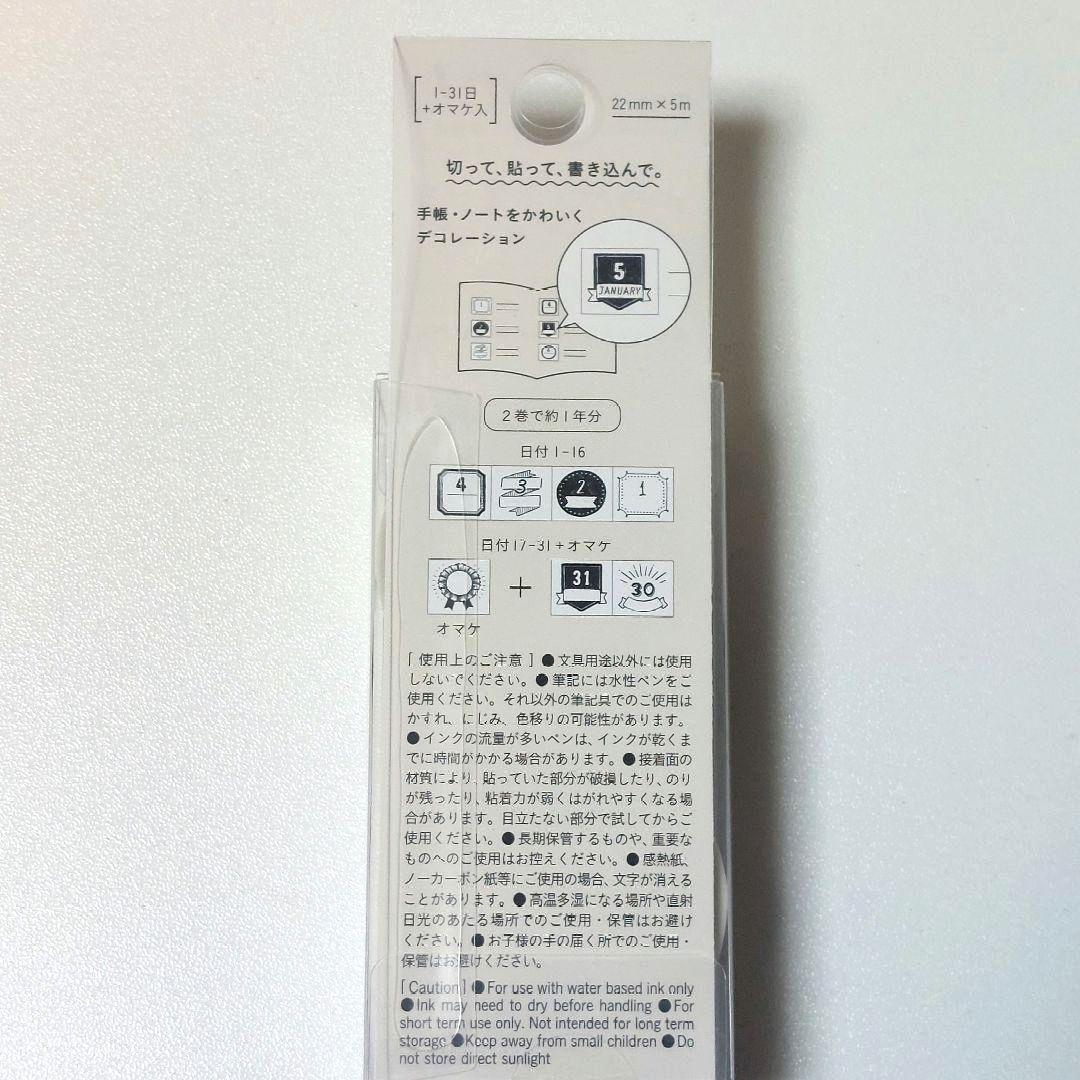 1-31日
+オマケ入
22mm×5m
切って、貼って、書き込んで。
手帳・ノートをかわいく
デコレーション
5
JANUARY
2巻で約1年分
日付1-16
4 3 2 1
日付17-31+オマケ
+ 31 30
オマケ
[使用上のご注意] ●文具用途以外には使用
しないでください。●筆記には水性ペンをご
使用ください。それ以外の筆記具でのご使用は
かすれ、にじみ、色移りの可能性があります。
●インクの流量が多いペンは、インクが乾くま
でに時間がかかる場合があります。●接着面の
材質により、貼っていた部分が破損したり、のり
が残ったり、粘着力が弱くはがれやすくなる場
合があります。目立たない部分で試してからご
使用ください。●長期保管するものや、重要な
ものへのご使用はお控えください。●感熱紙、
ノーカーボン紙等にご使用の場合、文字が消える
ことがあります。●高温多湿になる場所や直射
日光のあたる場所でのご使用・保管はお避け
ください。●お子様の手の届く所でのご使用・
保管はお避けください。
[Caution] ●For use with water based ink only
●Ink may need to dry before handling ●For
short term use only. Not intended for long term
storage ●Keep away from small children ●Do
not store direct sunlight